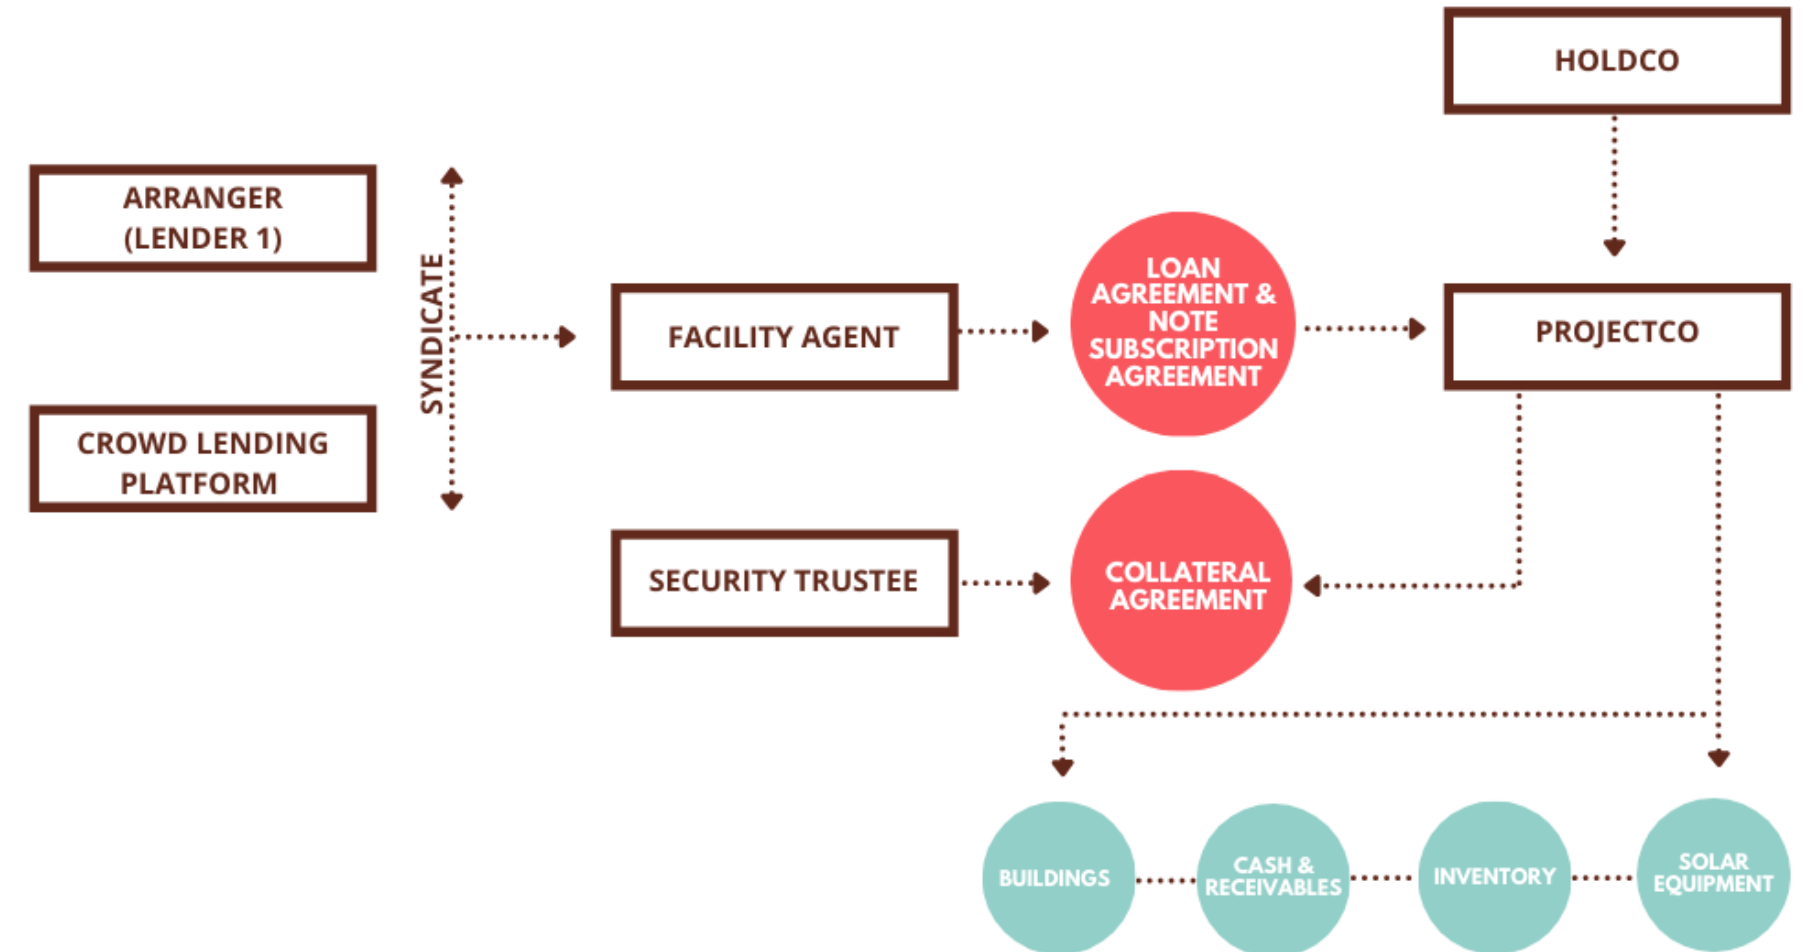 HOLDCO
ARRANGER
(LENDER 1)
SYNDICATE
CROWD LENDING
PLATFORM
FACILITY AGENT
LOAN
AGREEMENT &
NOTE
SUBSCRIPTION
AGREEMENT
PROJECTCO
SECURITY TRUSTEE
COLLATERAL
AGREEMENT
BUILDINGS
CASH &
RECEIVABLES
INVENTORY
SOLAR
EQUIPMENT